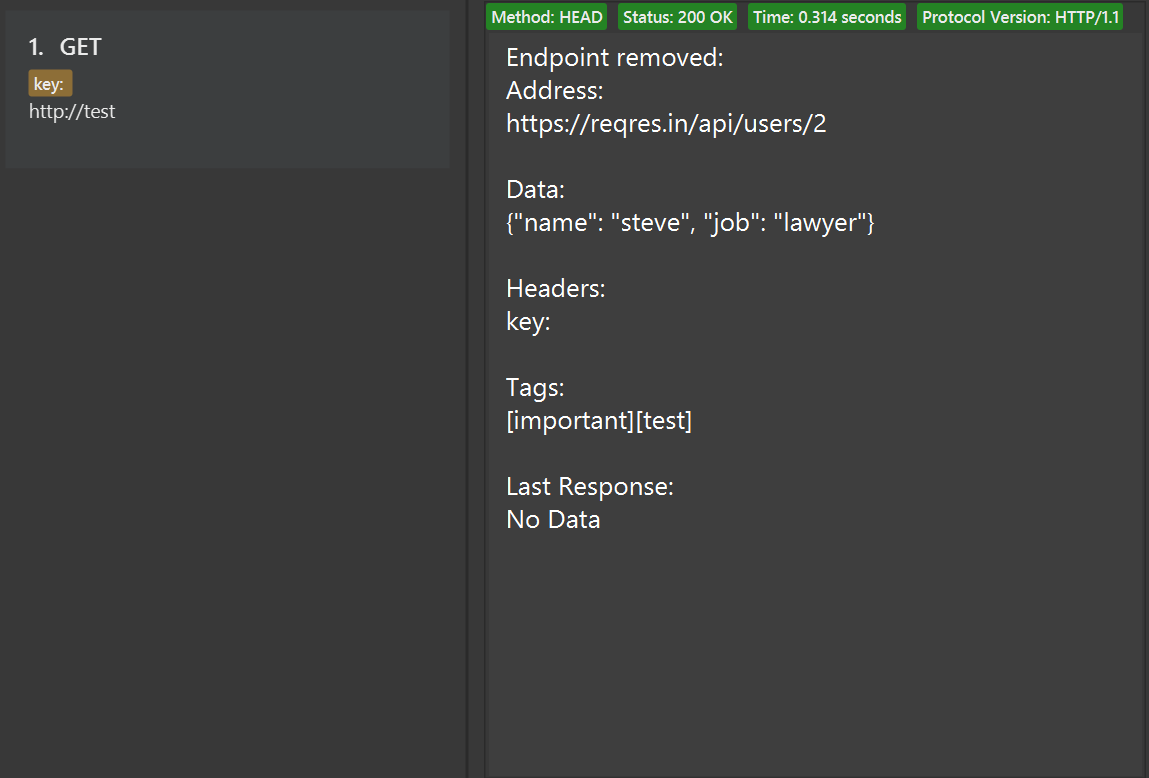 1. GET
key:
http://test
Method: HEAD Status: 200 OK Time: 0.314 seconds Protocol Version: HTTP/1.1
Endpoint removed:
Address:
https://reqres.in/api/users/2
Data:
{"name": "steve", "job": "lawyer"}
Headers:
key:
Tags:
[important][test]
Last Response:
No Data